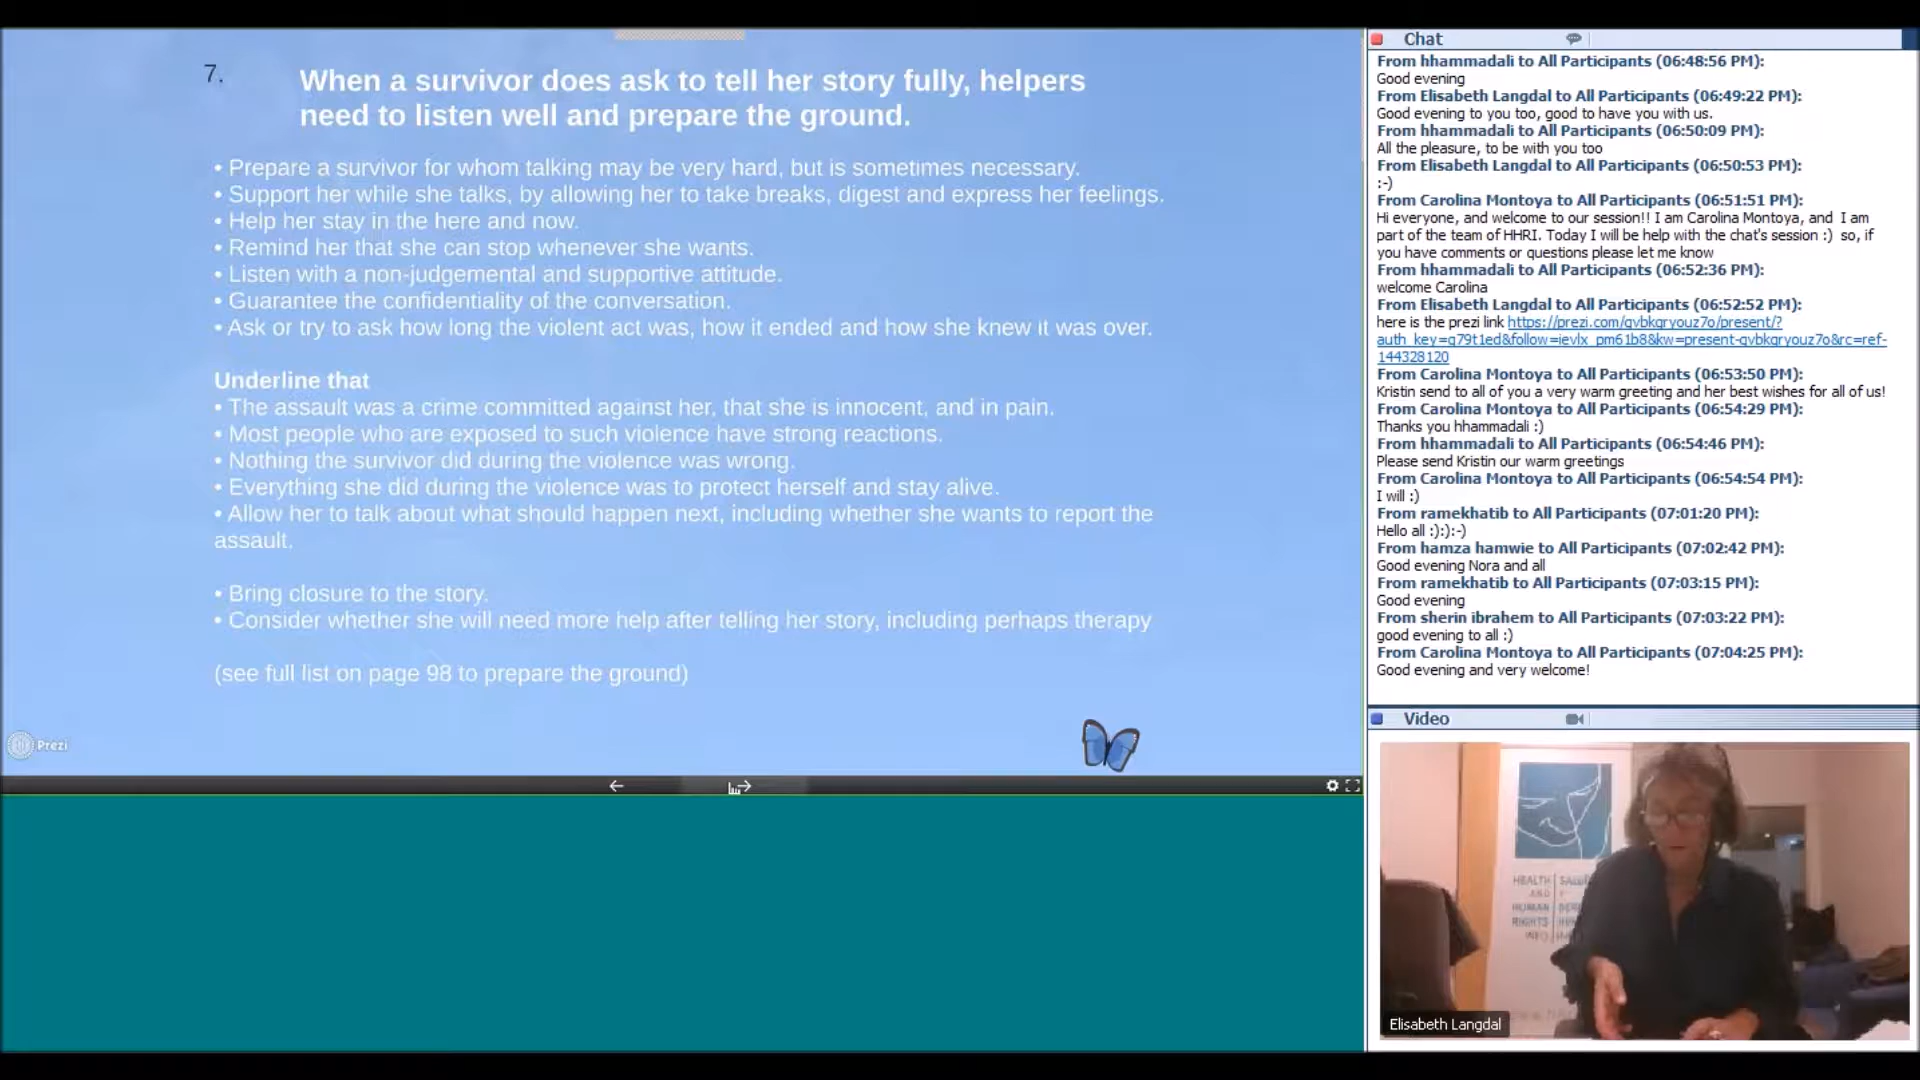 7.
When a survivor does ask to tell her story fully, helpers
need to listen well and prepare the ground.
• Prepare a survivor for whom talking may be very hard, but is sometimes necessary.
• Support her while she talks, by allowing her to take breaks, digest and express her feelings.
• Help her stay in the here and now.
• Remind her that she can stop whenever she wants.
• Listen with a non-judgemental and supportive attitude.
• Guarantee the confidentiality of the conversation.
• Ask or try to ask how long the violent act was, how it ended and how she knew it was over.
Underline that
• The assault was a crime committed against her, that she is innocent, and in pain.
• Most people who are exposed to such violence have strong reactions.
• Nothing the survivor did during the violence was wrong.
• Everything she did during the violence was to protect herself and stay alive.
• Allow her to talk about what should happen next, including whether she wants to report the
assault.
• Bring closure to the story.
• Consider whether she will need more help after telling her story, including perhaps therapy
(see full list on page 98 to prepare the ground)
Prezi
Chat
From hhammadali to All Participants (06:48:56 PM):
Good evening
From Elisabeth Langdal to All Participants (06:49:22 PM):
Good evening to you too, good to have you with us.
From hhammadali to All Participants (06:50:09 PM):
All the pleasure, to be with you too
From Elisabeth Langdal to All Participants (06:50:53 PM):
:-)
From Carolina Montoya to All Participants (06:51:51 PM):
Hi everyone, and welcome to our session!! I am Carolina Montoya, and I am
part of the team of HHRI. Today I will be help with the chat's session :) so, if
you have comments or questions please let me know
From hhammadali to All Participants (06:52:36 PM):
welcome Carolina
From Elisabeth Langdal to All Participants (06:52:52 PM):
here is the prezi link https://prezi.com/gvbkgryouz7o/present/?
auth_key=g79t1ed&follow=ievlx_pm61b8&kw=present-gvbkgryouz7o&rc=ref-
144328120
From Carolina Montoya to All Participants (06:53:50 PM):
Kristin send to all of you a very warm greeting and her best wishes for all of us!
From Carolina Montoya to All Participants (06:54:29 PM):
Thanks you hhammadali :)
From hhammadali to All Participants (06:54:46 PM):
Please send Kristin our warm greetings
From Carolina Montoya to All Participants (06:54:54 PM):
I will :)
From ramekhatib to All Participants (07:01:20 PM):
Hello all :):):-)
From hamza hamwie to All Participants (07:02:42 PM):
Good evening Nora and all
From ramekhatib to All Participants (07:03:15 PM):
Good evening
From sherin ibrahem to All Participants (07:03:22 PM):
good evening to all :)
From Carolina Montoya to All Participants (07:04:25 PM):
Good evening and very welcome!
Video
HEALTH
AND
HUMAN
RIGHTS
Elisabeth Langdal